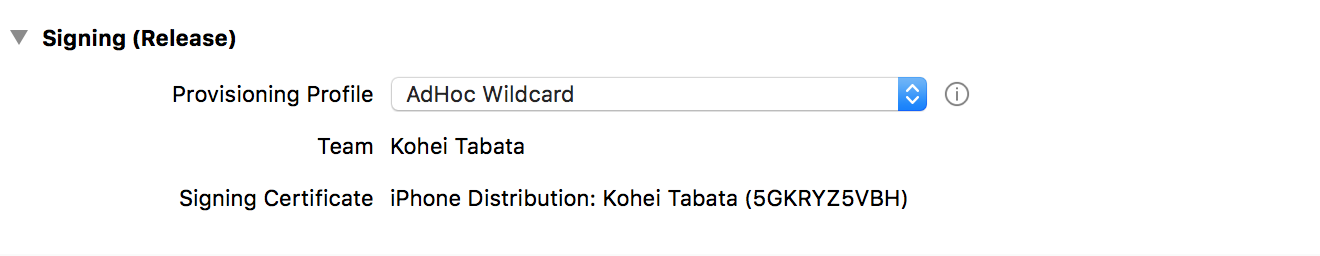 Signing (Release)
Provisioning Profile AdHoc Wildcard
Team Kohei Tabata
Signing Certificate iPhone Distribution: Kohei Tabata (5GKRYZ5VBH)